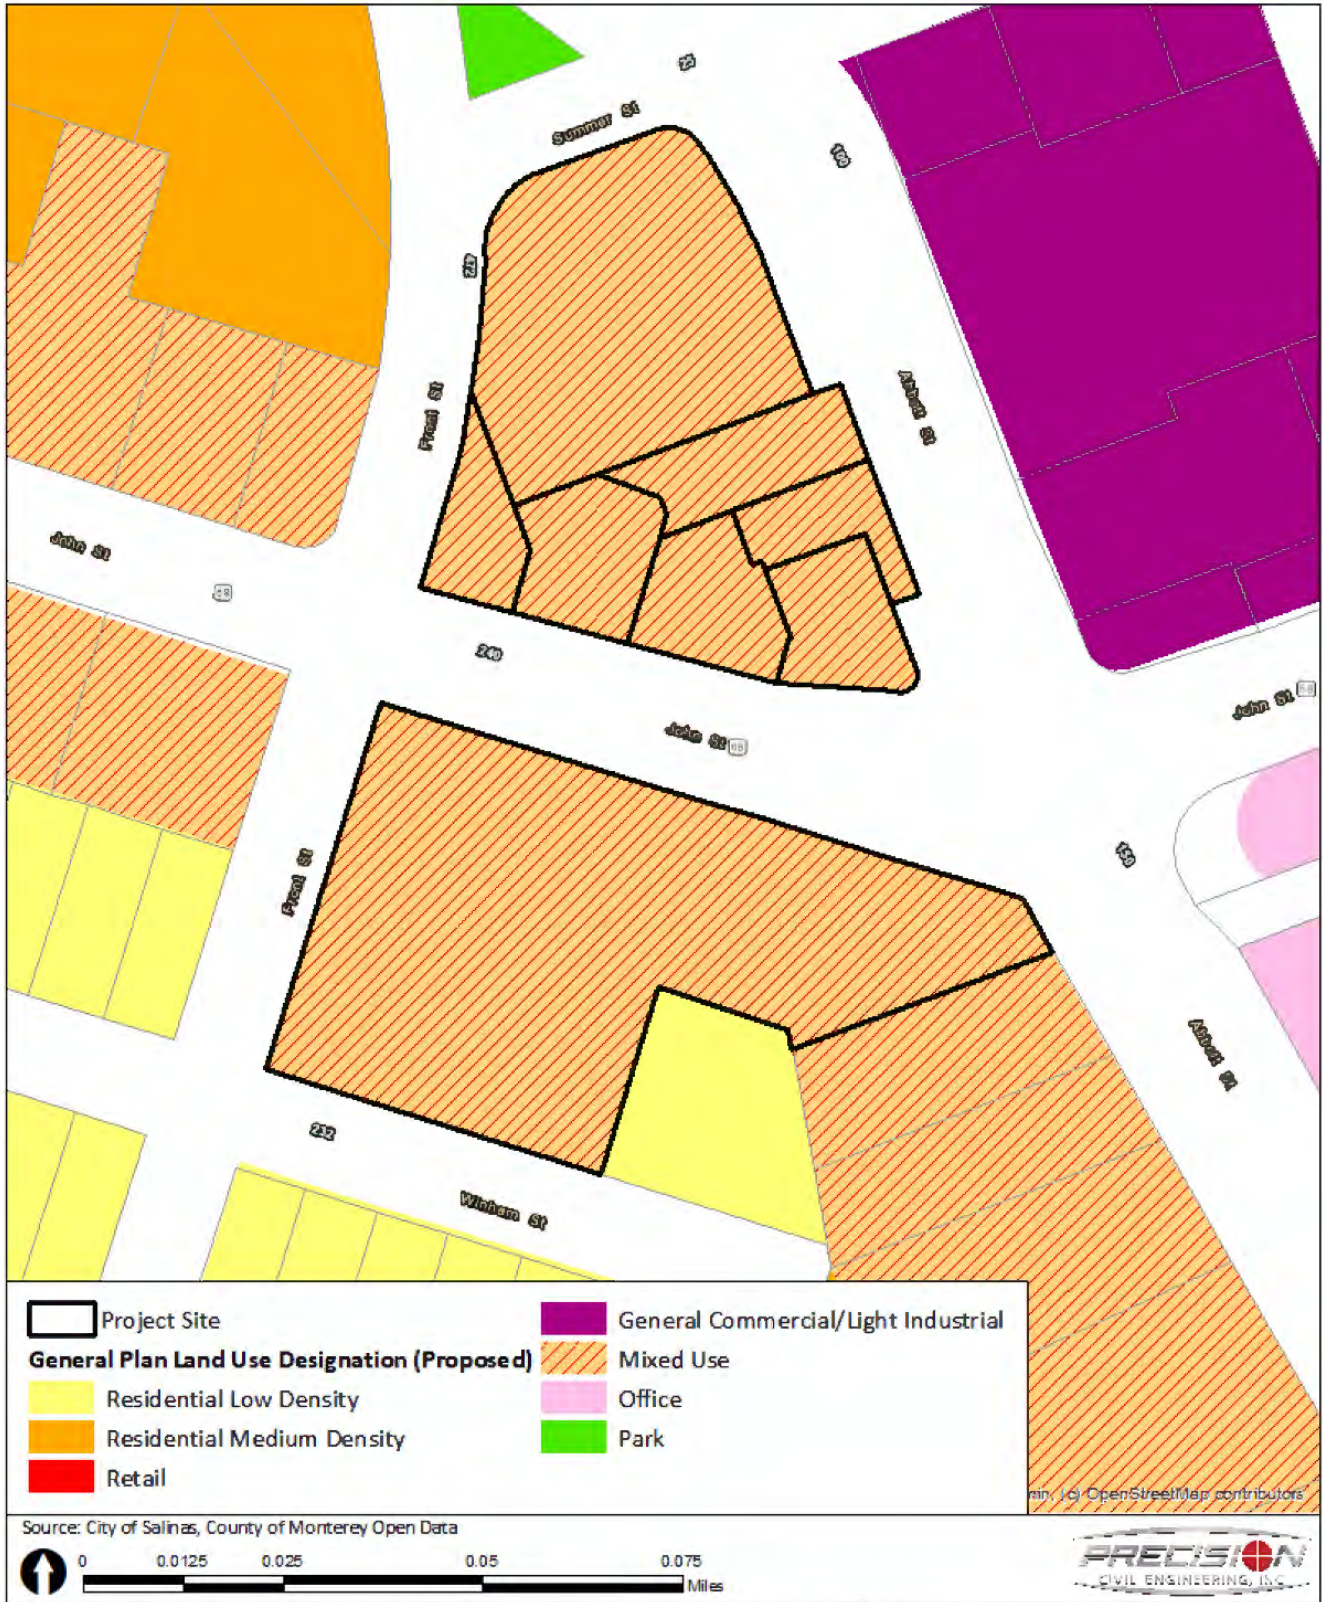 25
Summer St
100
Front St
Abbott St
John St
68
240
John St 68
John St 68
Front St
150
Abbott St
232
Winham St
Project Site
General Plan Land Use Designation (Proposed)
Residential Low Density
Residential Medium Density
Retail
General Commercial/Light Industrial
Mixed Use
Office
Park
min, (c) OpenStreetMap contributors
Source: City of Salinas, County of Monterey Open Data
0 0.0125 0.025 0.05 0.075
Miles
PRECISION
CIVIL ENGINEERING, INC